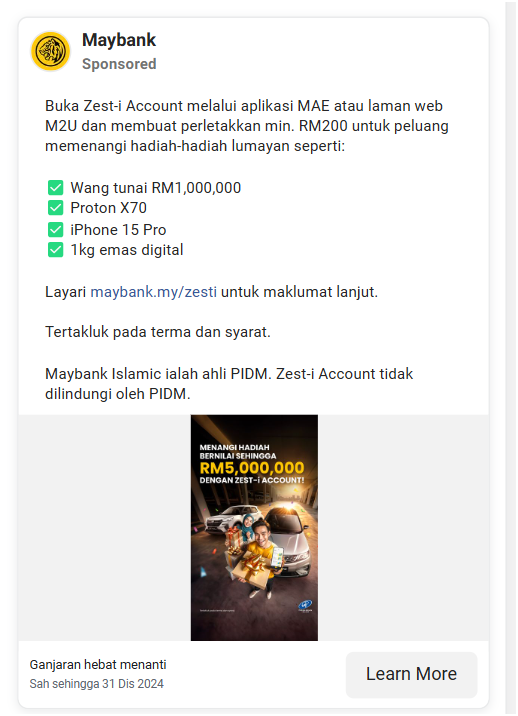 Maybank
Sponsored
Buka Zest-i Account melalui aplikasi MAE atau laman web
M2U dan membuat perletakkan min. RM200 untuk peluang
memenangi hadiah-hadiah lumayan seperti:
✅ Wang tunai RM1,000,000
✅ Proton X70
✅ iPhone 15 Pro
✅ 1kg emas digital
Layari maybank.my/zesti untuk maklumat lanjut.
Tertakluk pada terma dan syarat.
Maybank Islamic ialah ahli PIDM. Zest-i Account tidak
dilindungi oleh PIDM.
MENANGI HADIAH
BERNILAI SEHINGGA
RM5,000,000
DENGAN ZEST-i ACCOUNT!
Ganjaran hebat menanti
Sah sehingga 31 Dis 2024
Learn More